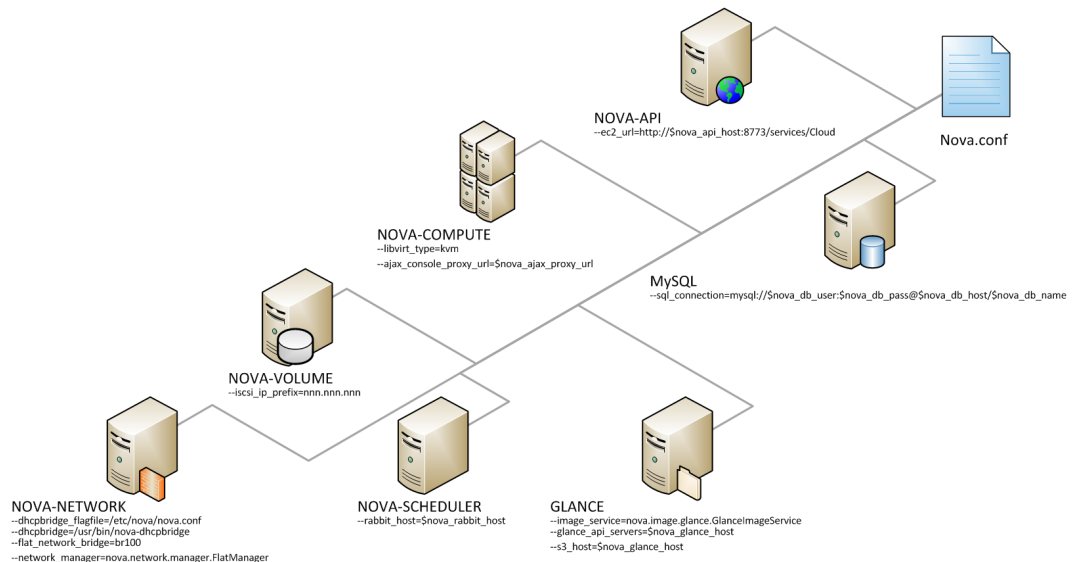 NOVA-API
--ec2_url=http://$nova_api_host:8773/services/Cloud
Nova.conf
NOVA-COMPUTE
--libvirt_type=kvm
--ajax_console_proxy_url=$nova_ajax_proxy_url
MySQL
--sql_connection=mysql://$nova_db_user:$nova_db_pass@$nova_db_host/$nova_db_name
NOVA-VOLUME
--iscsi_ip_prefix=nnn.nnn.nnn
NOVA-NETWORK
--dhcpbridge_flagfile=/etc/nova/nova.conf
--dhcpbridge=/usr/bin/nova-dhcpbridge
--flat_network_bridge=br100
--network_manager=nova.network.manager.FlatManager
NOVA-SCHEDULER
--rabbit_host=$nova_rabbit_host
GLANCE
--image_service=nova.image.glance.GlanceImageService
--glance_api_servers=$nova_glance_host
--s3_host=$nova_glance_host